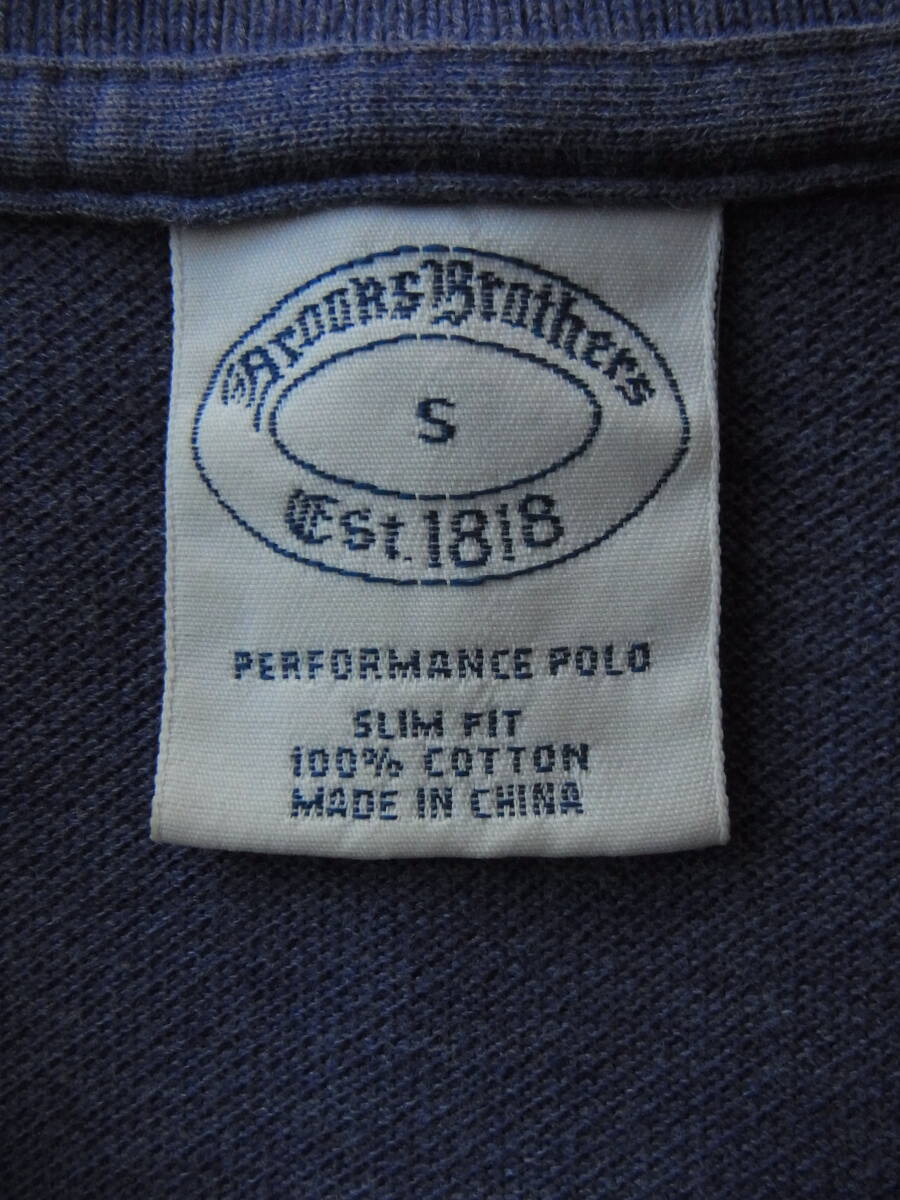 Brooks Brothers
S
Est. 1818
PERFORMANCE POLO
SLIM FIT
100% COTTON
MADE IN CHINA